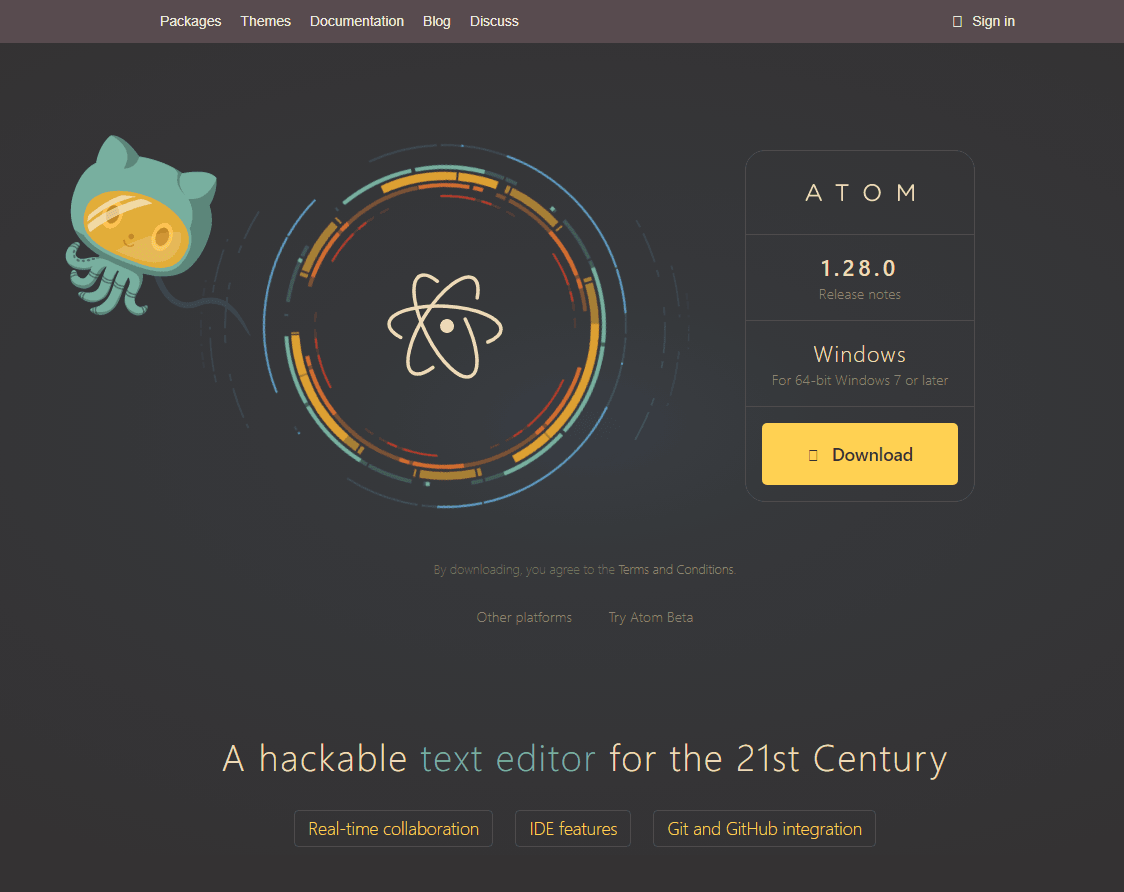 Packages Themes Documentation Blog Discuss Sign in
ATOM
1.28.0
Release notes
Windows
For 64-bit Windows 7 or later
Download
By downloading, you agree to the Terms and Conditions.
Other platforms Try Atom Beta
A hackable text editor for the 21st Century
Real-time collaboration IDE features Git and GitHub integration